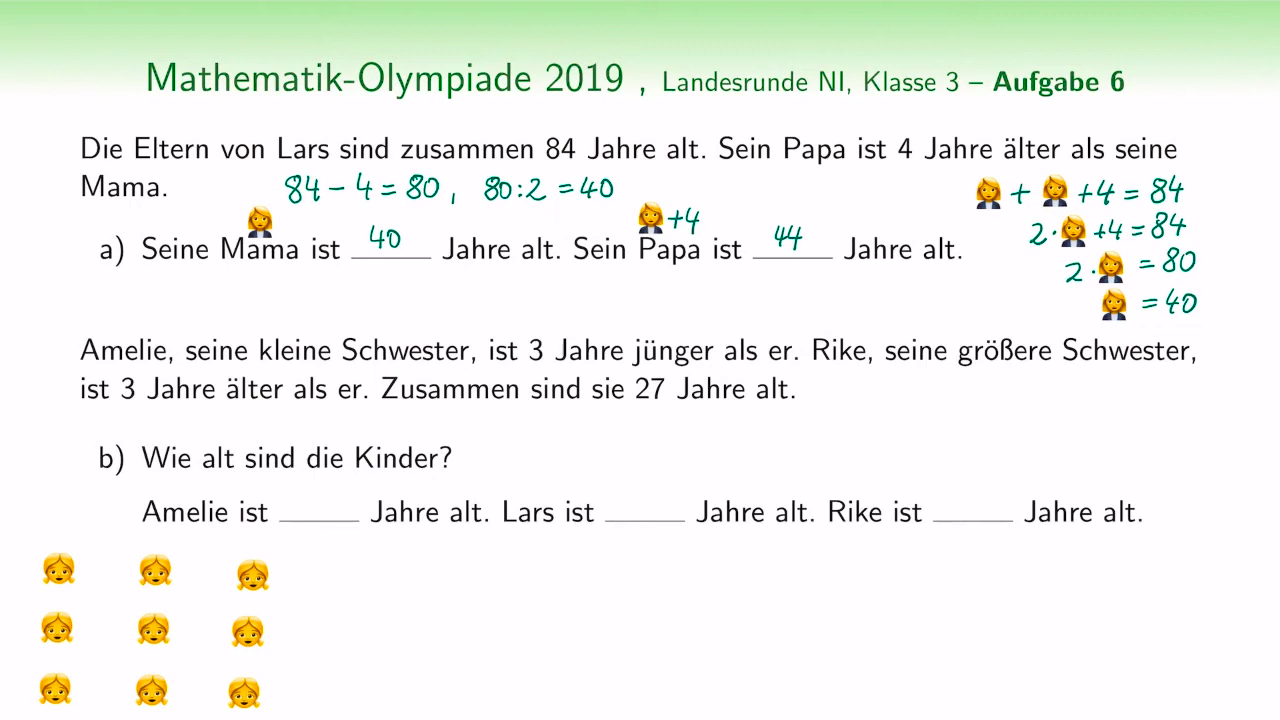 Mathematik-Olympiade 2019 , Landesrunde NI, Klasse 3 – Aufgabe 6
Die Eltern von Lars sind zusammen 84 Jahre alt. Sein Papa ist 4 Jahre älter als seine
Mama.
84 - 4 = 80 , 80:2 = 40
+ +4 = 84
+4
2· +4 = 84
a) Seine Mama ist 40 Jahre alt. Sein Papa ist 44 Jahre alt.
2· = 80
= 40
Amelie, seine kleine Schwester, ist 3 Jahre jünger als er. Rike, seine größere Schwester,
ist 3 Jahre älter als er. Zusammen sind sie 27 Jahre alt.
b) Wie alt sind die Kinder?
Amelie ist ____ Jahre alt. Lars ist ____ Jahre alt. Rike ist ____ Jahre alt.